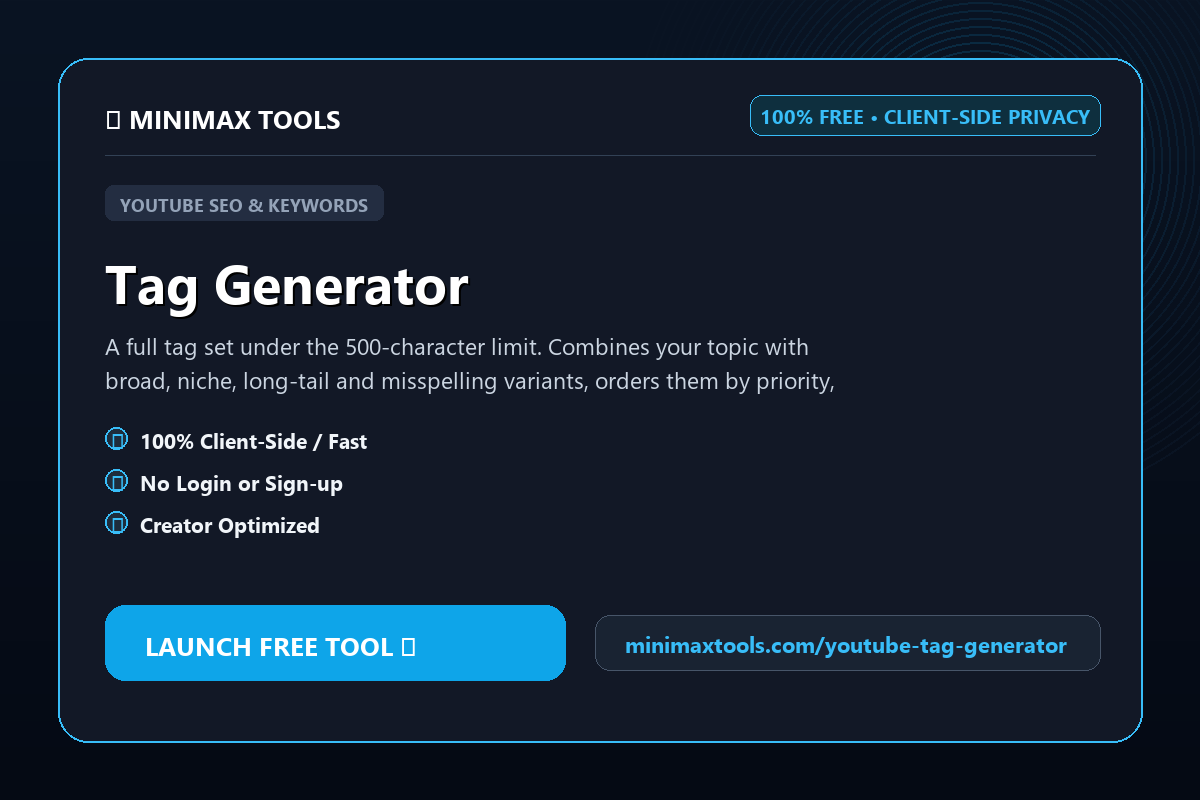 MINIMAX TOOLS
100% FREE • CLIENT-SIDE PRIVACY
YOUTUBE SEO & KEYWORDS
Tag Generator
A full tag set under the 500-character limit. Combines your topic with
broad, niche, long-tail and misspelling variants, orders them by priority,
100% Client-Side / Fast
No Login or Sign-up
Creator Optimized
LAUNCH FREE TOOL
minimaxtools.com/youtube-tag-generator